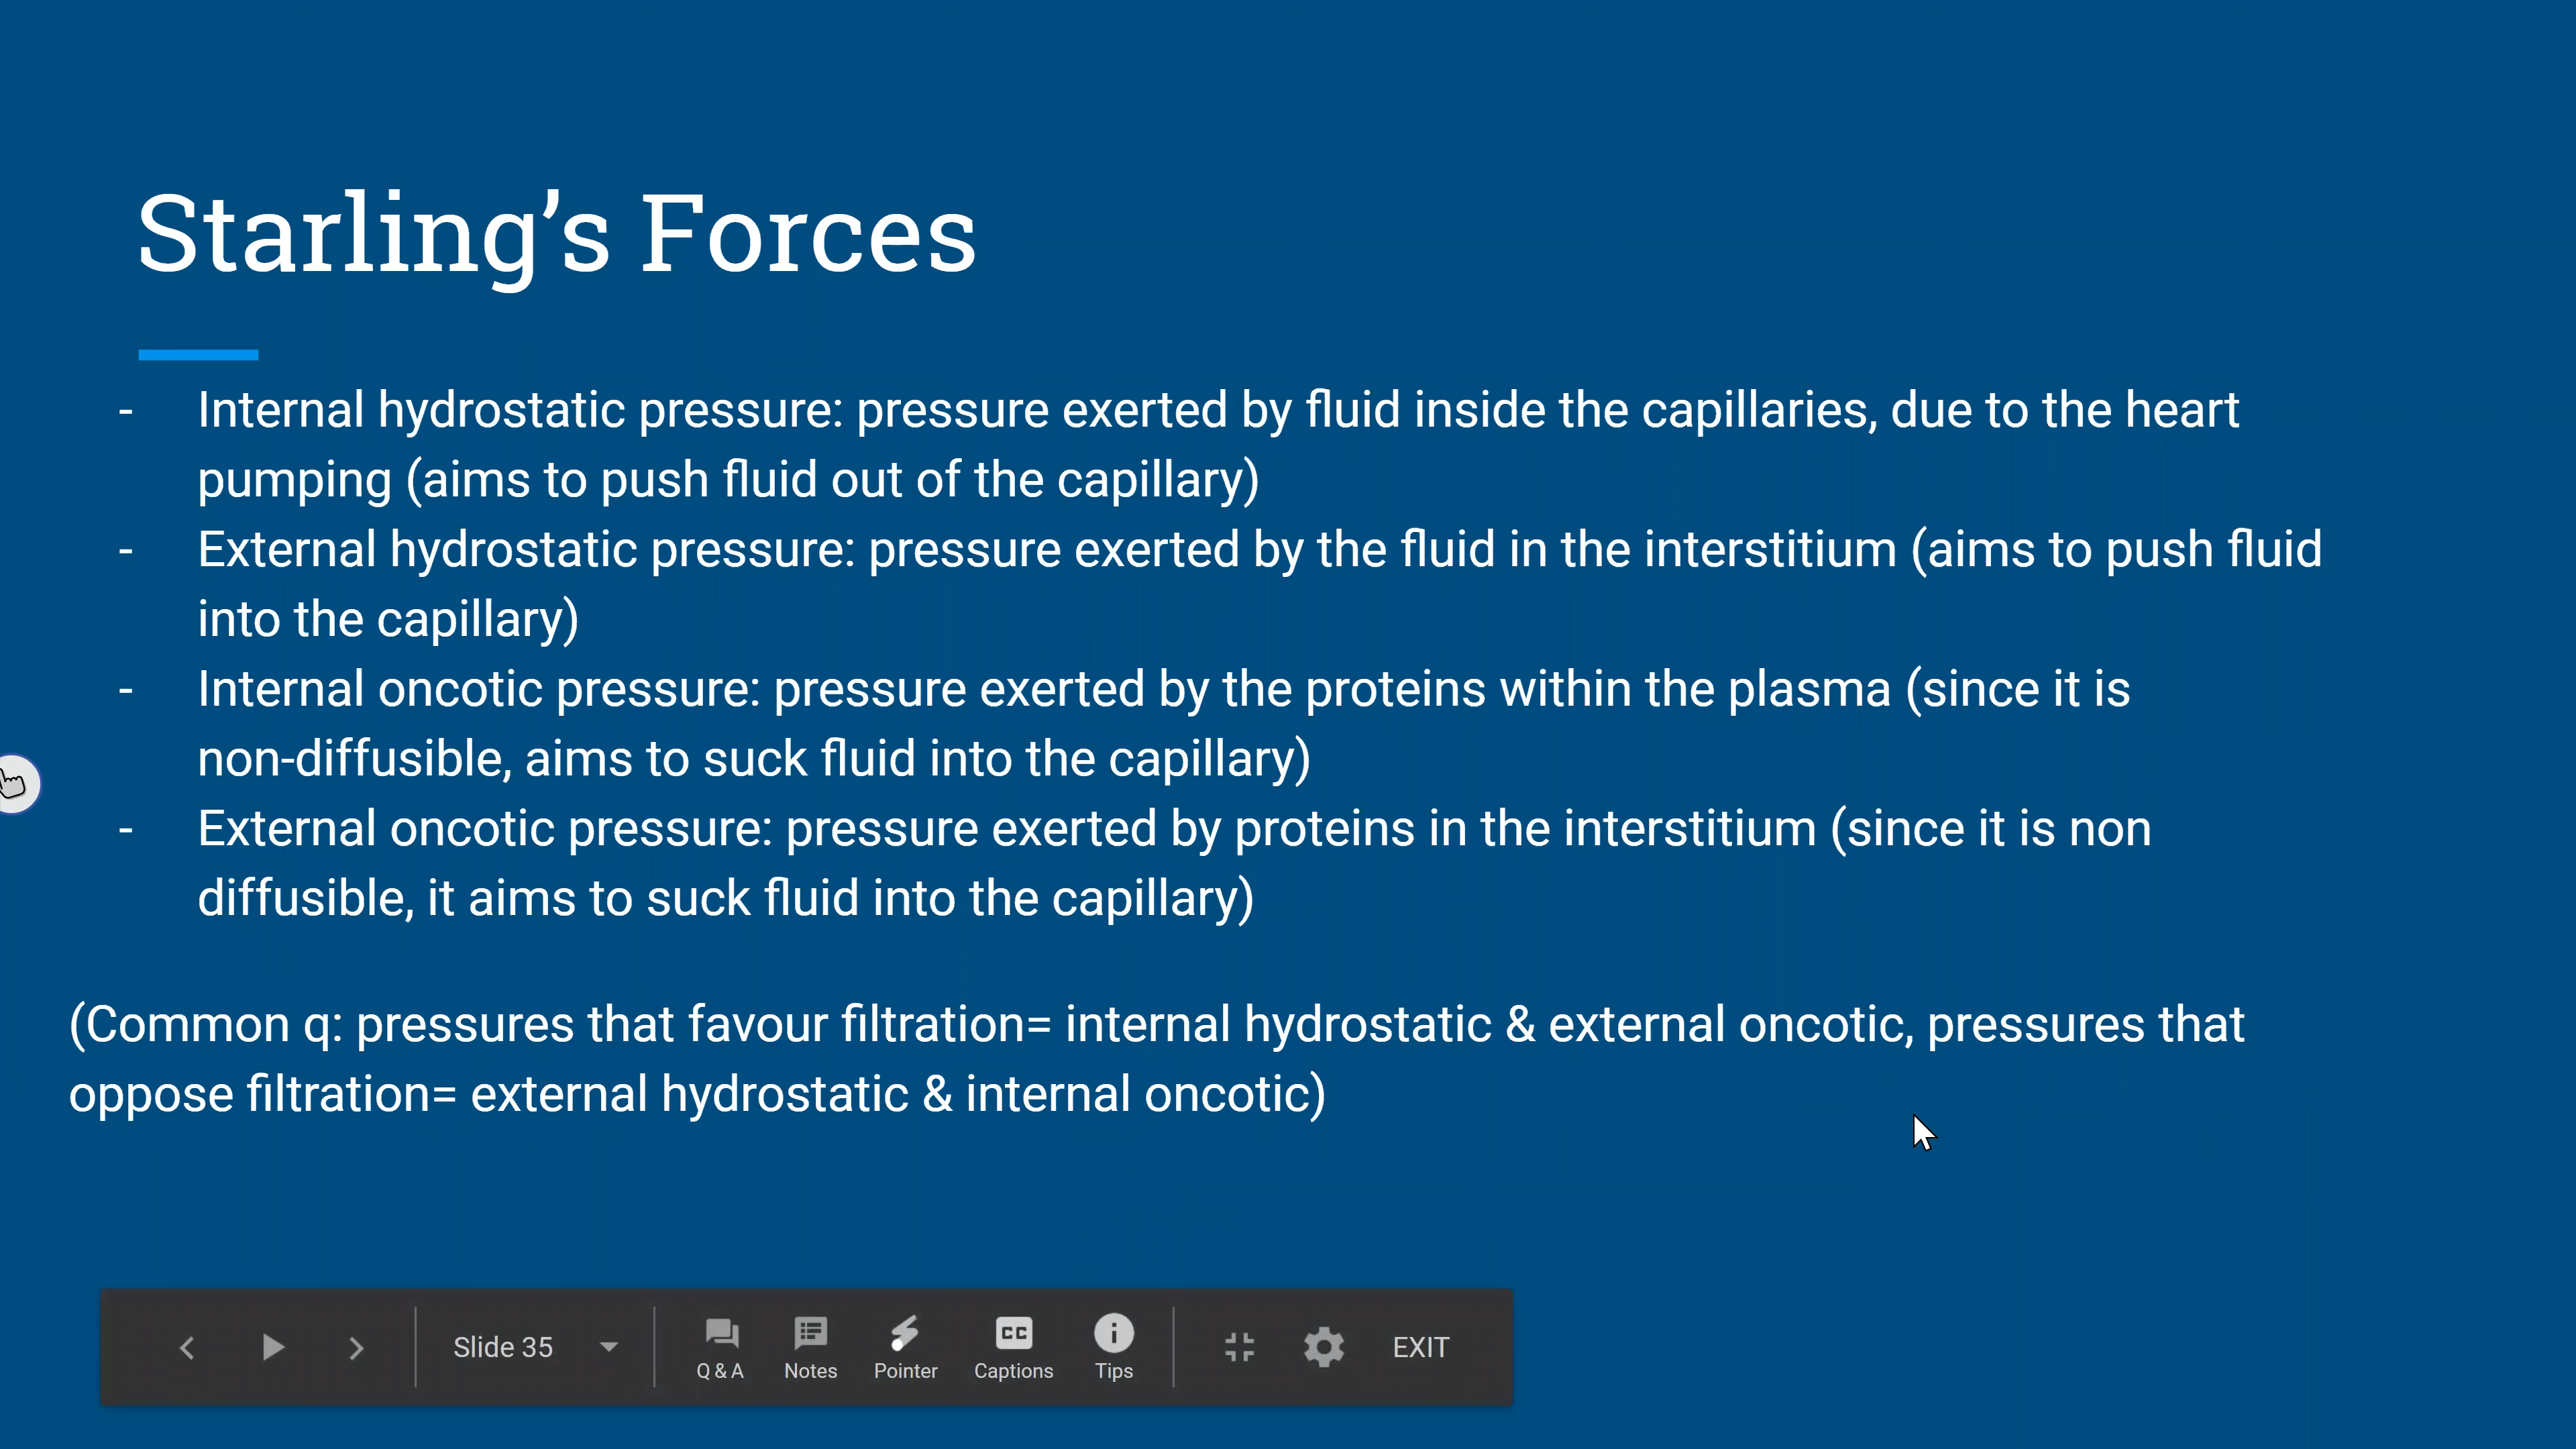 Starling’s Forces
- Internal hydrostatic pressure: pressure exerted by fluid inside the capillaries, due to the heart
pumping (aims to push fluid out of the capillary)
- External hydrostatic pressure: pressure exerted by the fluid in the interstitium (aims to push fluid
into the capillary)
- Internal oncotic pressure: pressure exerted by the proteins within the plasma (since it is
non-diffusible, aims to suck fluid into the capillary)
- External oncotic pressure: pressure exerted by proteins in the interstitium (since it is non
diffusible, it aims to suck fluid into the capillary)
(Common q: pressures that favour filtration= internal hydrostatic & external oncotic, pressures that
oppose filtration= external hydrostatic & internal oncotic)
Slide 35 Q & A Notes Pointer CC Captions Tips EXIT